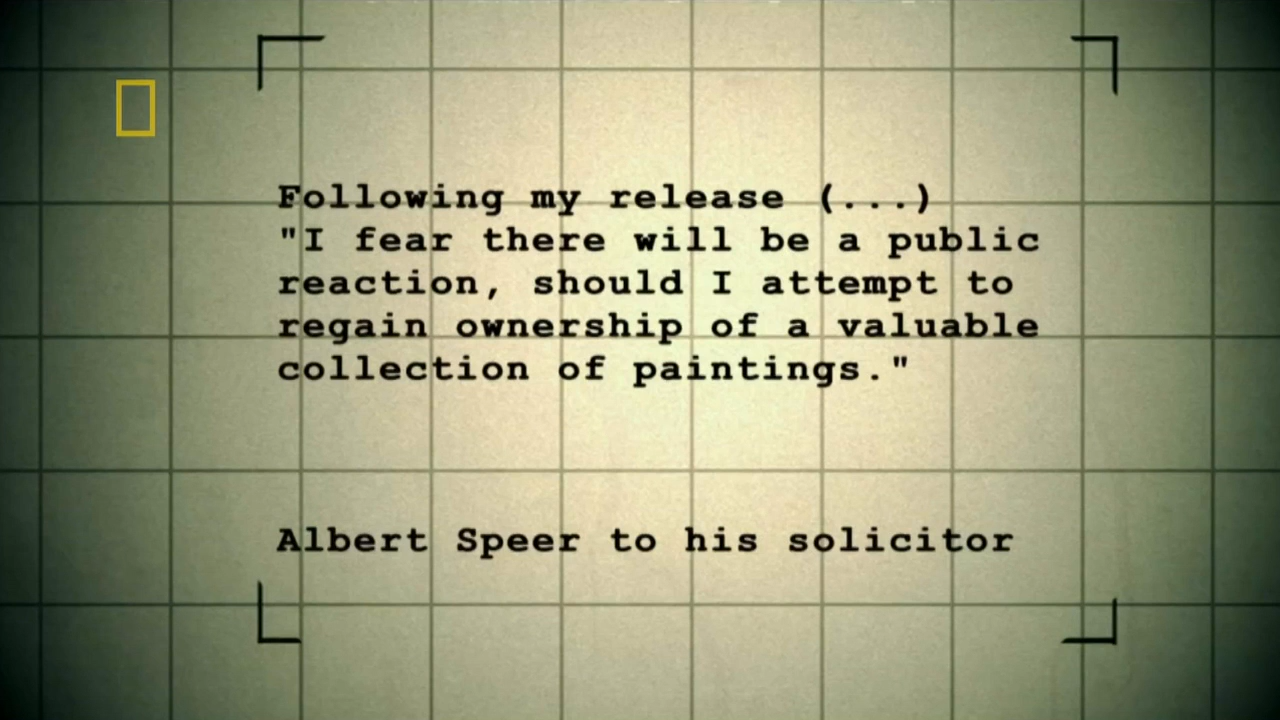 Following my release (...)
"I fear there will be a public
reaction, should I attempt to
regain ownership of a valuable
collection of paintings."
Albert Speer to his solicitor